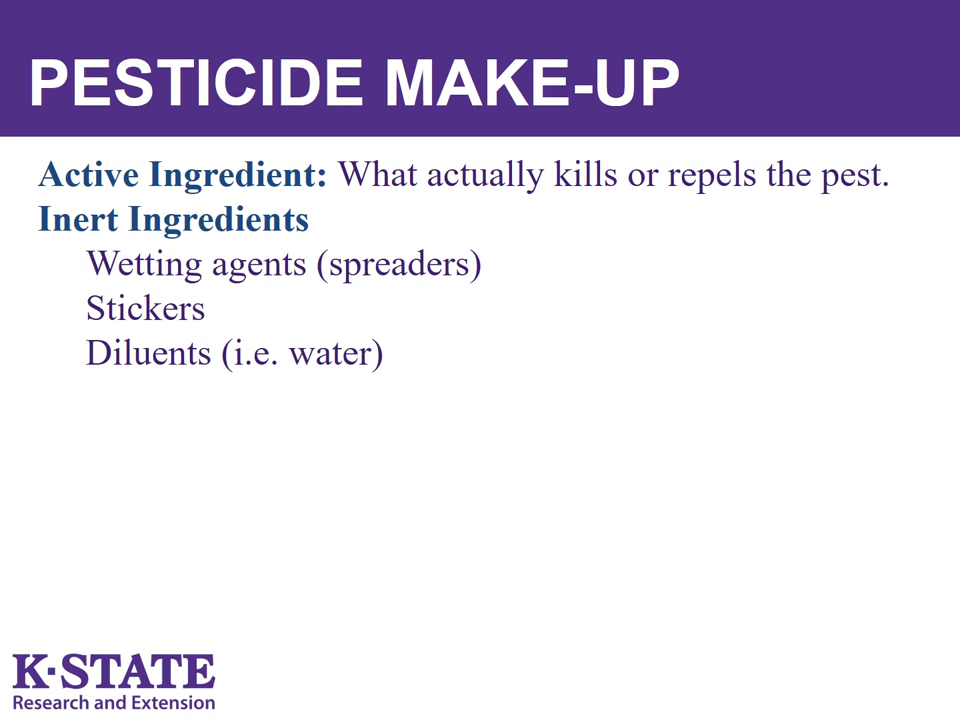 PESTICIDE MAKE-UP
Active Ingredient: What actually kills or repels the pest.
Inert Ingredients
Wetting agents (spreaders)
Stickers
Diluents (i.e. water)
K·STATE
Research and Extension